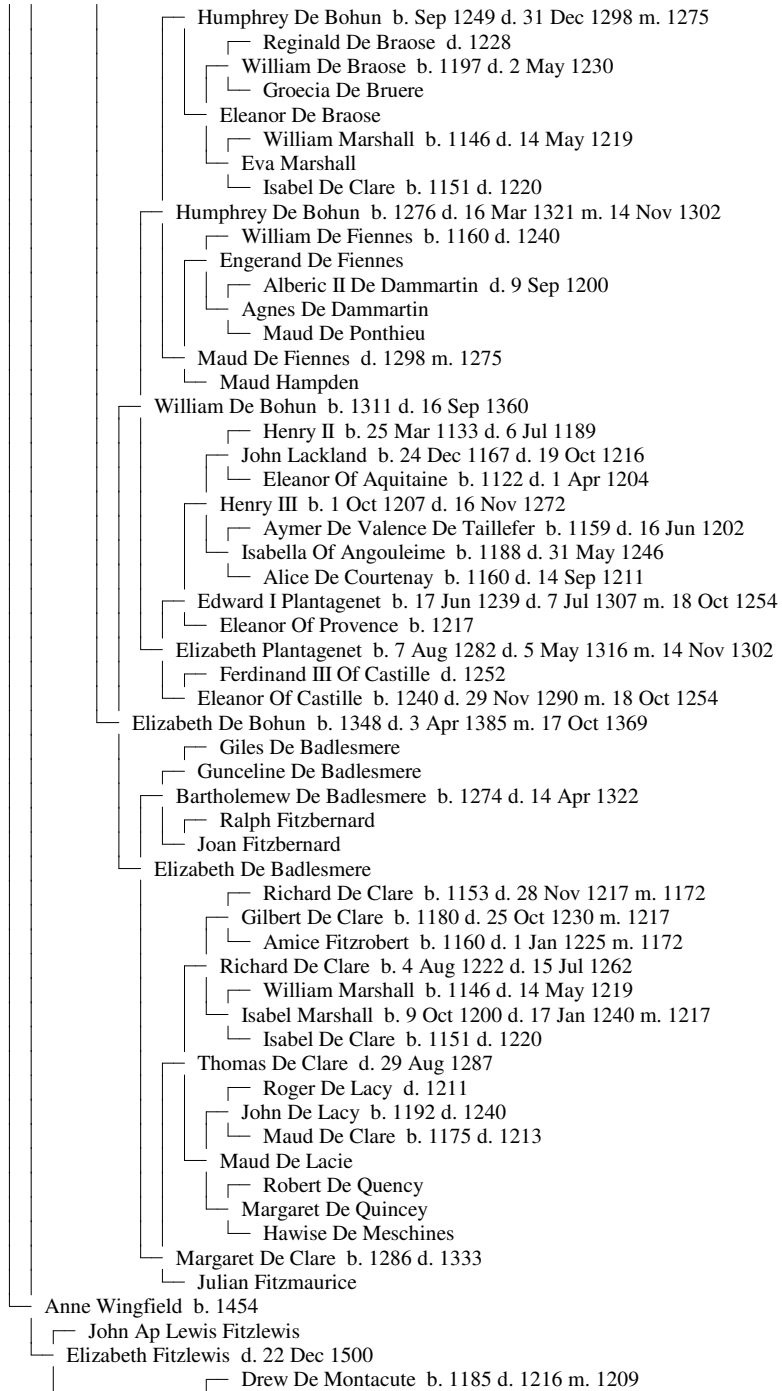 Humphrey De Bohun b. Sep 1249 d. 31 Dec 1298 m. 1275
Reginald De Braose d. 1228
William De Braose b. 1197 d. 2 May 1230
Groecia De Bruere
Eleanor De Braose
William Marshall b. 1146 d. 14 May 1219
Eva Marshall
Isabel De Clare b. 1151 d. 1220
Humphrey De Bohun b. 1276 d. 16 Mar 1321 m. 14 Nov 1302
William De Fiennes b. 1160 d. 1240
Engerand De Fiennes
Alberic II De Dammartin d. 9 Sep 1200
Agnes De Dammartin
Maud De Ponthieu
Maud De Fiennes d. 1298 m. 1275
Maud Hampden
William De Bohun b. 1311 d. 16 Sep 1360
Henry II b. 25 Mar 1133 d. 6 Jul 1189
John Lackland b. 24 Dec 1167 d. 19 Oct 1216
Eleanor Of Aquitaine b. 1122 d. 1 Apr 1204
Henry III b. 1 Oct 1207 d. 16 Nov 1272
Aymer De Valence De Taillefer b. 1159 d. 16 Jun 1202
Isabella Of Angouleime b. 1188 d. 31 May 1246
Alice De Courtenay b. 1160 d. 14 Sep 1211
Edward I Plantagenet b. 17 Jun 1239 d. 7 Jul 1307 m. 18 Oct 1254
Eleanor Of Provence b. 1217
Elizabeth Plantagenet b. 7 Aug 1282 d. 5 May 1316 m. 14 Nov 1302
Ferdinand III Of Castille d. 1252
Eleanor Of Castille b. 1240 d. 29 Nov 1290 m. 18 Oct 1254
Elizabeth De Bohun b. 1348 d. 3 Apr 1385 m. 17 Oct 1369
Giles De Badlesmere
Gunceline De Badlesmere
Bartholemew De Badlesmere b. 1274 d. 14 Apr 1322
Ralph Fitzbernard
Joan Fitzbernard
Elizabeth De Badlesmere
Richard De Clare b. 1153 d. 28 Nov 1217 m. 1172
Gilbert De Clare b. 1180 d. 25 Oct 1230 m. 1217
Amice Fitzrobert b. 1160 d. 1 Jan 1225 m. 1172
Richard De Clare b. 4 Aug 1222 d. 15 Jul 1262
William Marshall b. 1146 d. 14 May 1219
Isabel Marshall b. 9 Oct 1200 d. 17 Jan 1240 m. 1217
Isabel De Clare b. 1151 d. 1220
Thomas De Clare d. 29 Aug 1287
Roger De Lacy d. 1211
John De Lacy b. 1192 d. 1240
Maud De Clare b. 1175 d. 1213
Maud De Lacie
Robert De Quency
Margaret De Quincey
Hawise De Meschines
Margaret De Clare b. 1286 d. 1333
Julian Fitzmaurice
Anne Wingfield b. 1454
John Ap Lewis Fitzlewis
Elizabeth Fitzlewis d. 22 Dec 1500
Drew De Montacute b. 1185 d. 1216 m. 1209